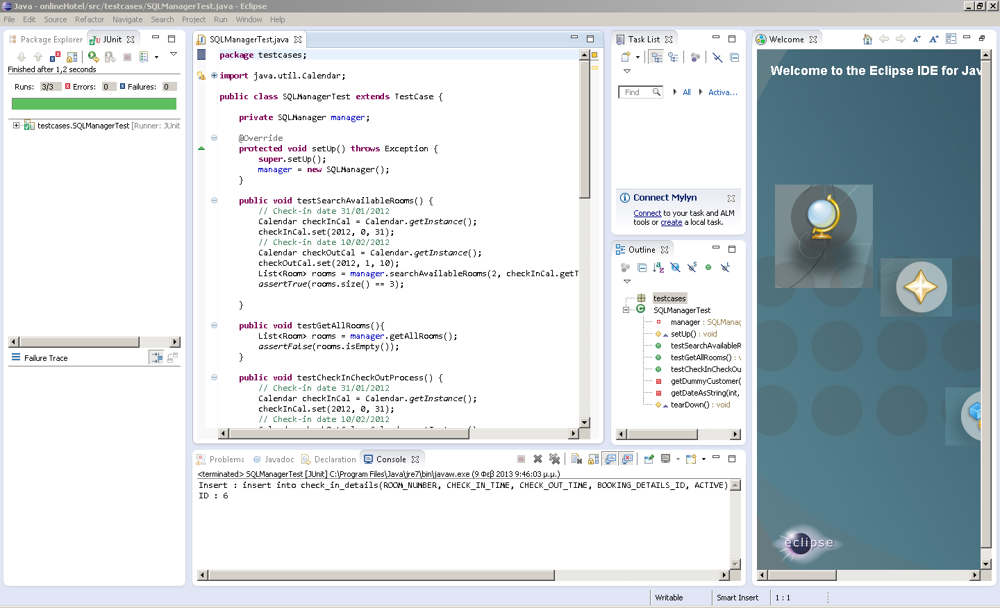 Java - onlineHotel/src/testcases/SQLManagerTest.java - Eclipse
File Edit Source Refactor Navigate Search Project Run Window Help
Package Explorer JUnit
Finished after 1,2 seconds
Runs: 3/3 Errors: 0 Failures: 0
testcases.SQLManagerTest [Runner: JUnit
Failure Trace
SQLManagerTest.java
package testcases;
import java.util.Calendar;
public class SQLManagerTest extends TestCase {
private SQLManager manager;
@Override
protected void setUp() throws Exception {
super.setUp();
manager = new SQLManager();
}
public void testSearchAvailableRooms() {
// Check-in date 31/01/2012
Calendar checkInCal = Calendar.getInstance();
checkInCal.set(2012, 0, 31);
// Check-in date 10/02/2012
Calendar checkOutCal = Calendar.getInstance();
checkOutCal.set(2012, 1, 10);
List<Room> rooms = manager.searchAvailableRooms(2, checkInCal.getT
assertTrue(rooms.size() == 3);
}
public void testGetAllRooms(){
List<Room> rooms = manager.getAllRooms();
assertFalse(rooms.isEmpty());
}
public void testCheckInCheckOutProcess() {
// Check-in date 31/01/2012
Calendar checkInCal = Calendar.getInstance();
checkInCal.set(2012, 0, 31);
// Check-in date 10/02/2012
Problems Javadoc Declaration Console
<terminated> SQLManagerTest [JUnit] C:\Program Files\Java\jre7\bin\javaw.exe (9 Φεβ 2013 9:46:03 μ.μ.)
Insert : insert into check_in_details(ROOM_NUMBER, CHECK_IN_TIME, CHECK_OUT_TIME, BOOKING_DETAILS_ID, ACTIVE)
ID : 6
Task List
Find All Activa...
Connect Mylyn
Connect to your task and ALM
tools or create a local task.
Outline
testcases
SQLManagerTest
manager : SQLManag
setUp() : void
testSearchAvailableR
testGetAllRooms() : v
testCheckInCheckOu
getDummyCustomer(
getDateAsString(int,
tearDown() : void
Welcome
Welcome to the Eclipse IDE for Jav
eclipse
Writable Smart Insert 1 : 1